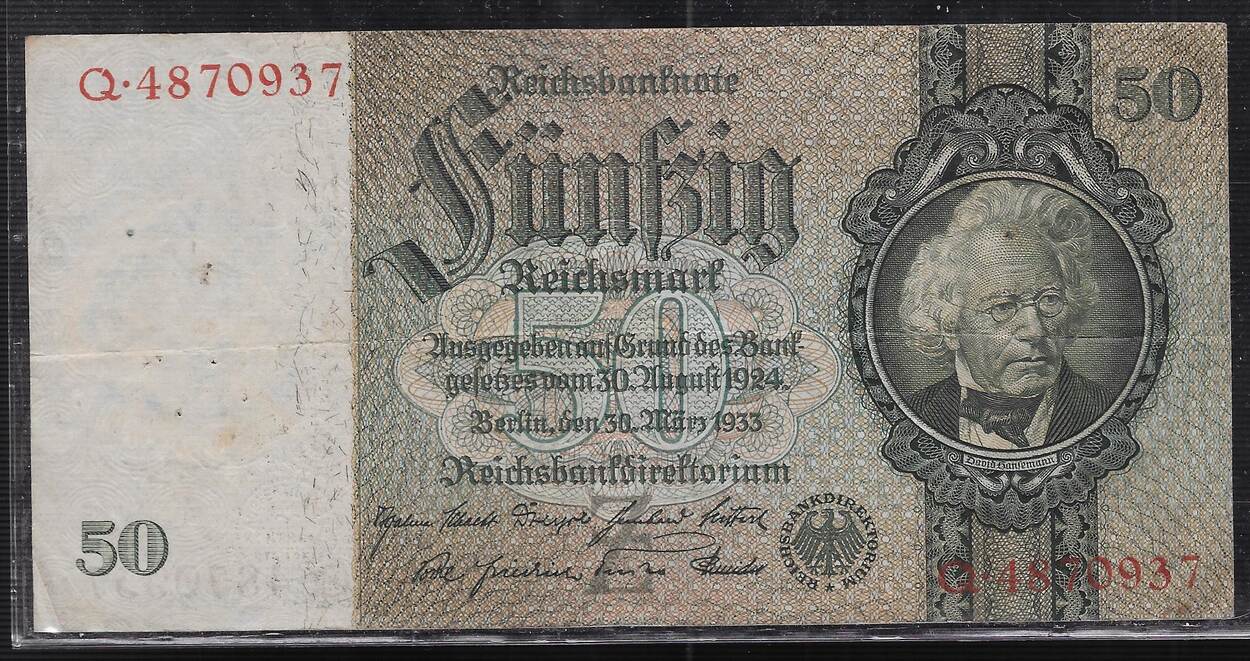 Q·4870937
Reichsbanknote
50
Fünfzig
Reichsmark
50
Ausgegeben auf Grund des Bank-
gesetzes vom 30. August 1924.
Berlin, den 30. März 1933
Reichsbankdirektorium
David Hansemann
REICHSBANKDIREKTORIUM
50
Q·4870937